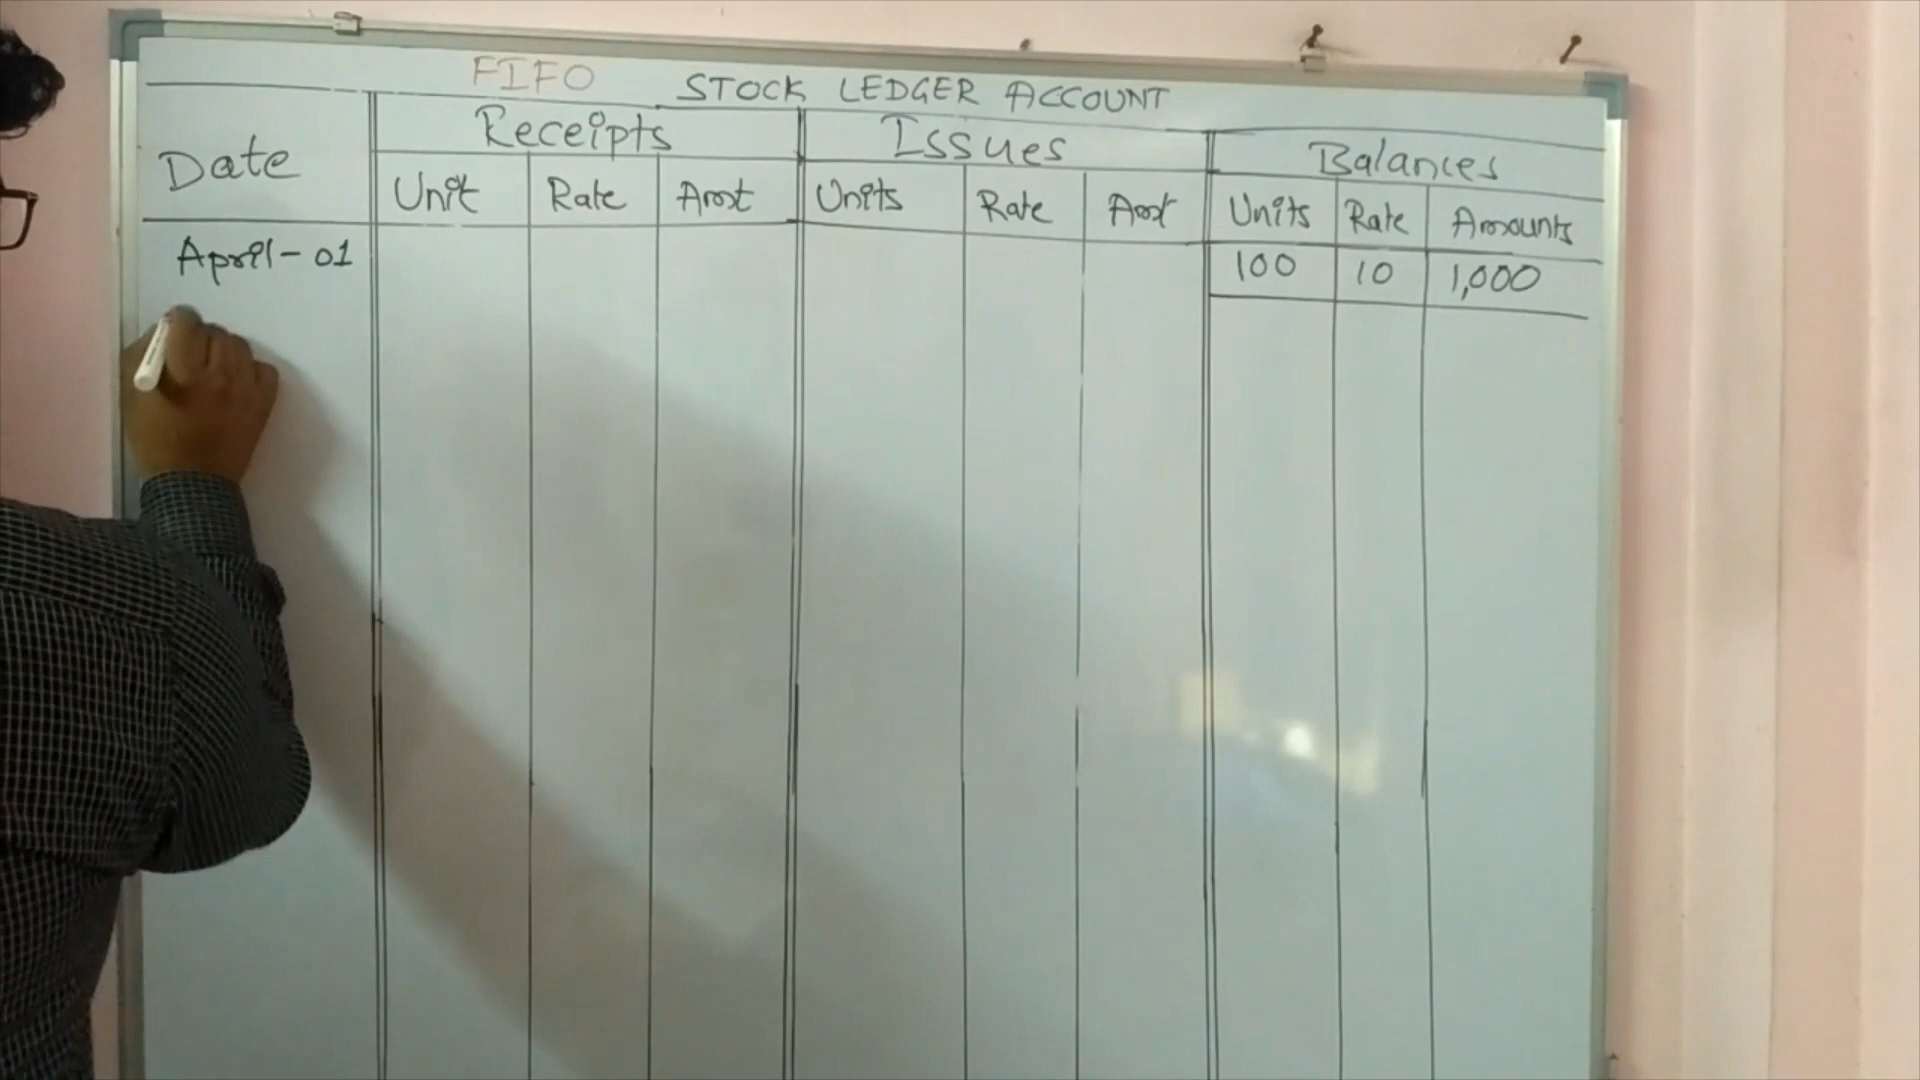 FIFO STOCK LEDGER ACCOUNT
Date Receipts Issues Balances
Unit Rate Amt Units Rate Amt Units Rate Amounts
April-01 100 10 1,000